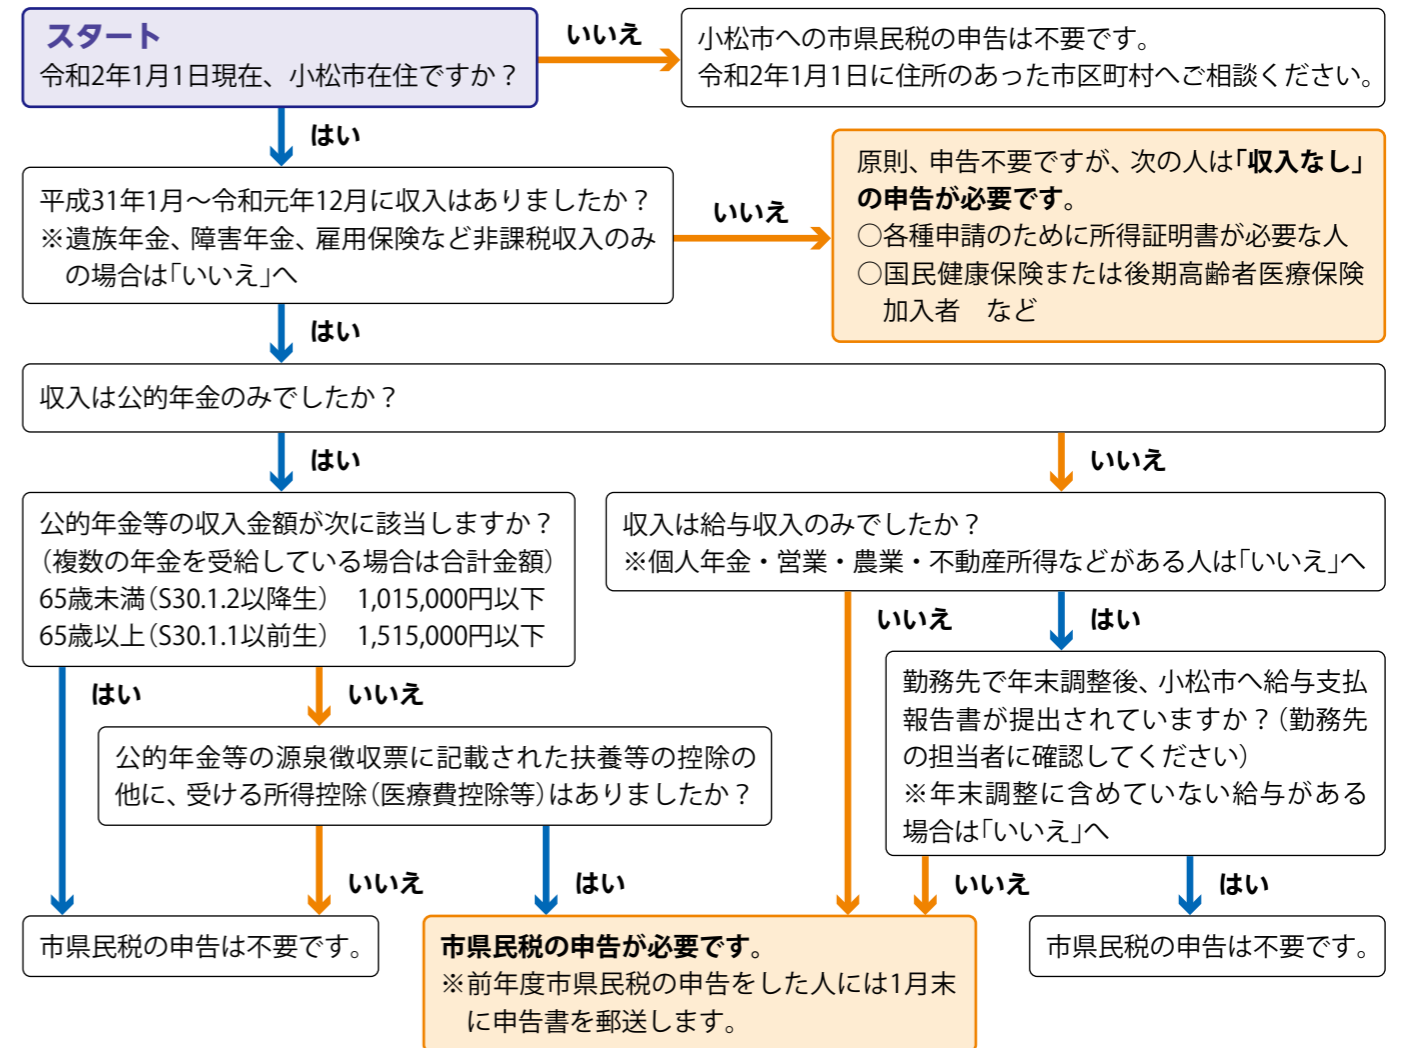 スタート
令和2年1月1日現在、小松市在住ですか？
いいえ
小松市への市県民税の申告は不要です。
令和2年1月1日に住所のあった市区町村へご相談ください。
はい
平成31年1月～令和元年12月に収入はありましたか？
※遺族年金、障害年金、雇用保険など非課税収入のみ
の場合は「いいえ」へ
いいえ
原則、申告不要ですが、次の人は「収入なし」
の申告が必要です。
○各種申請のために所得証明書が必要な人
○国民健康保険または後期高齢者医療保険
加入者　など
はい
収入は公的年金のみでしたか？
はい
いいえ
公的年金等の収入金額が次に該当しますか？
（複数の年金を受給している場合は合計金額）
65歳未満（S30.1.2以降生）　1,015,000円以下
65歳以上（S30.1.1以前生）　1,515,000円以下
収入は給与収入のみでしたか？
※個人年金・営業・農業・不動産所得などがある人は「いいえ」へ
はい
いいえ
いいえ
はい
公的年金等の源泉徴収票に記載された扶養等の控除の
他に、受ける所得控除（医療費控除等）はありましたか？
勤務先で年末調整後、小松市へ給与支払
報告書が提出されていますか？（勤務先
の担当者に確認してください）
※年末調整に含めていない給与がある
場合は「いいえ」へ
いいえ
はい
いいえ
はい
市県民税の申告は不要です。
市県民税の申告が必要です。
※前年度市県民税の申告をした人には1月末
に申告書を郵送します。
市県民税の申告は不要です。